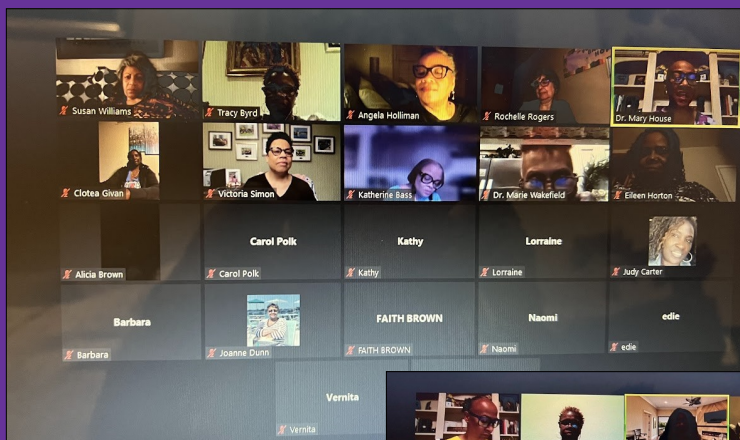 Susan Williams
Tracy Byrd
Angela Holliman
Rochelle Rogers
Dr. Mary House
Clotea Givan
Victoria Simon
Katherine Bass
Dr. Marie Wakefield
Eileen Horton
Carol Polk
Kathy
Lorraine
Alicia Brown
Carol Polk
Kathy
Lorraine
Judy Carter
Barbara
FAITH BROWN
Naomi
edie
Barbara
Joanne Dunn
FAITH BROWN
Naomi
edie
Vernita
Vernita